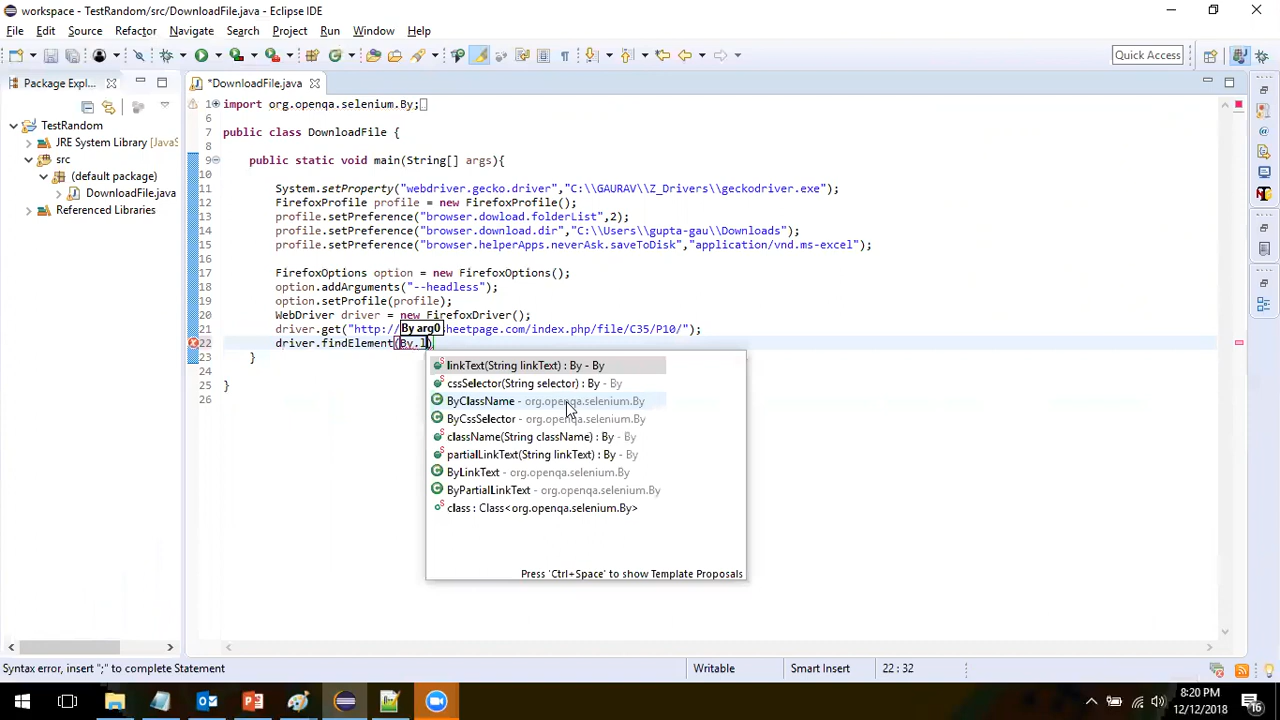 workspace - TestRandom/src/DownloadFile.java - Eclipse IDE
File Edit Source Refactor Navigate Search Project Run Window Help
Quick Access
Package Expl...
*DownloadFile.java
TestRandom
JRE System Library [JavaS
src
(default package)
DownloadFile.java
Referenced Libraries
1 import org.openqa.selenium.By;
6
7 public class DownloadFile {
8
9 public static void main(String[] args){
10
11 System.setProperty("webdriver.gecko.driver","C:\\GAURAV\\Z_Drivers\\geckodriver.exe");
12 FirefoxProfile profile = new FirefoxProfile();
13 profile.setPreference("browser.dowload.folderList",2);
14 profile.setPreference("browser.download.dir","C:\\Users\\gupta-gau\\Downloads");
15 profile.setPreference("browser.helperApps.neverAsk.saveToDisk","application/vnd.ms-excel");
16
17 FirefoxOptions option = new FirefoxOptions();
18 option.addArguments("--headless");
19 option.setProfile(profile);
20 WebDriver driver = new FirefoxDriver();
By arg0
21 driver.get("http:// heetpage.com/index.php/file/C35/P10/");
22 driver.findElement(By.l)
23 }
24
25 }
26
linkText(String linkText) : By - By
cssSelector(String selector) : By - By
ByClassName - org.openqa.selenium.By
ByCssSelector - org.openqa.selenium.By
className(String className) : By - By
partialLinkText(String linkText) : By - By
ByLinkText - org.openqa.selenium.By
ByPartialLinkText - org.openqa.selenium.By
class : Class<org.openqa.selenium.By>
Press 'Ctrl+Space' to show Template Proposals
Syntax error, insert ";" to complete Statement
Writable
Smart Insert
22 : 32
8:20 PM
12/12/2018
16